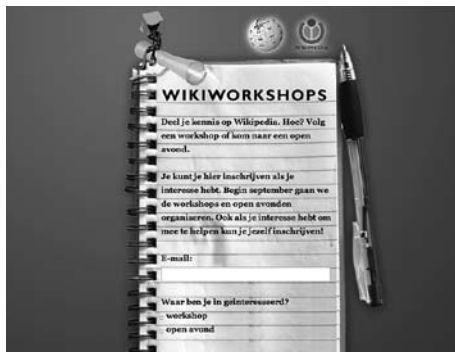 WIKIWORKSHOPS
Deel je kennis op Wikipedia. Hoe? Volg
een workshop of kom naar een open
avond.
Je kunt je hier inschrijven als je
interesse hebt. Begin september gaan we
de workshops en open avonden
organiseren. Ook als je interesse hebt om
mee te helpen kun je jezelf inschrijven!
E-mail:
Waar ben je in geinteresseerd?
workshop
open avond